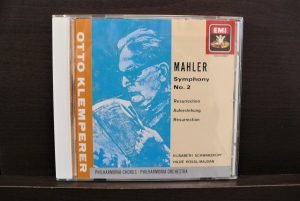 OTTO KLEMPERER
EMI
MAHLER
Symphony
No. 2
Resurrection
Auferstehung
Résurrection
ELISABETH SCHWARZKOPF
HILDE RÖSSL-MAJDAN
PHILHARMONIA CHORUS · PHILHARMONIA ORCHESTRA